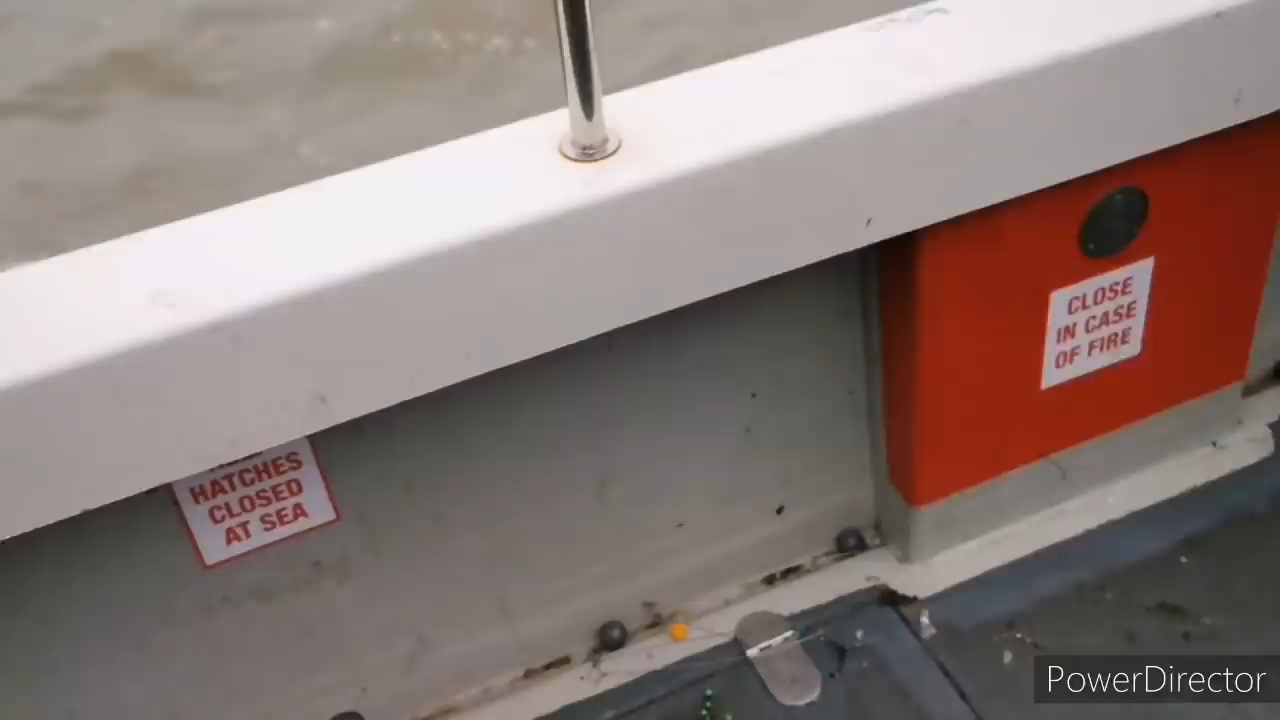 CLOSE
IN CASE
OF FIRE
HATCHES
CLOSED
AT SEA
PowerDirector